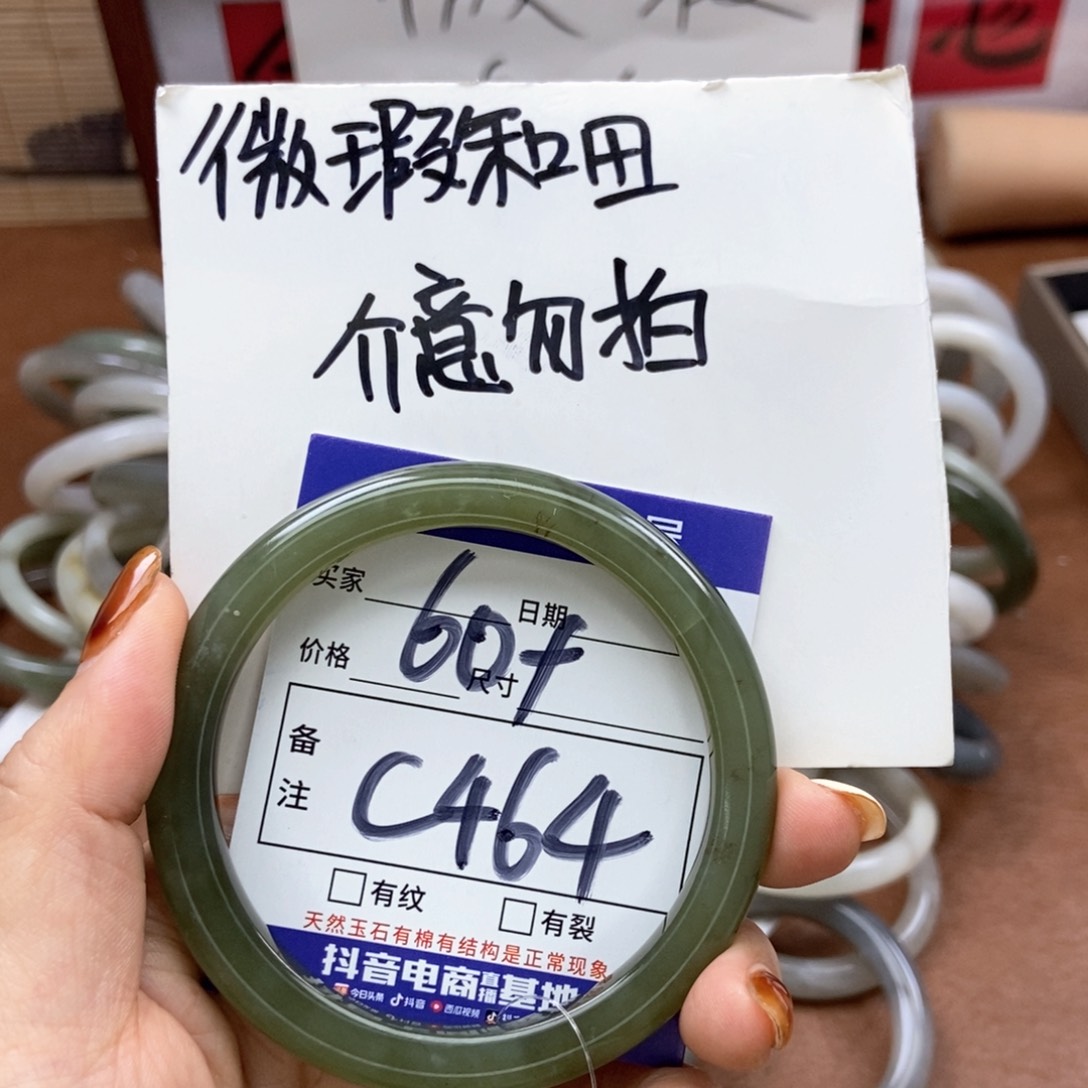 微瑕和田
介意勿拍
买家
日期
60+
价格
尺寸
备
注
C464
有纹
有裂
天然玉石有棉有结构是正常现象
抖音电商直播基地
今日头条 抖音 西瓜视频